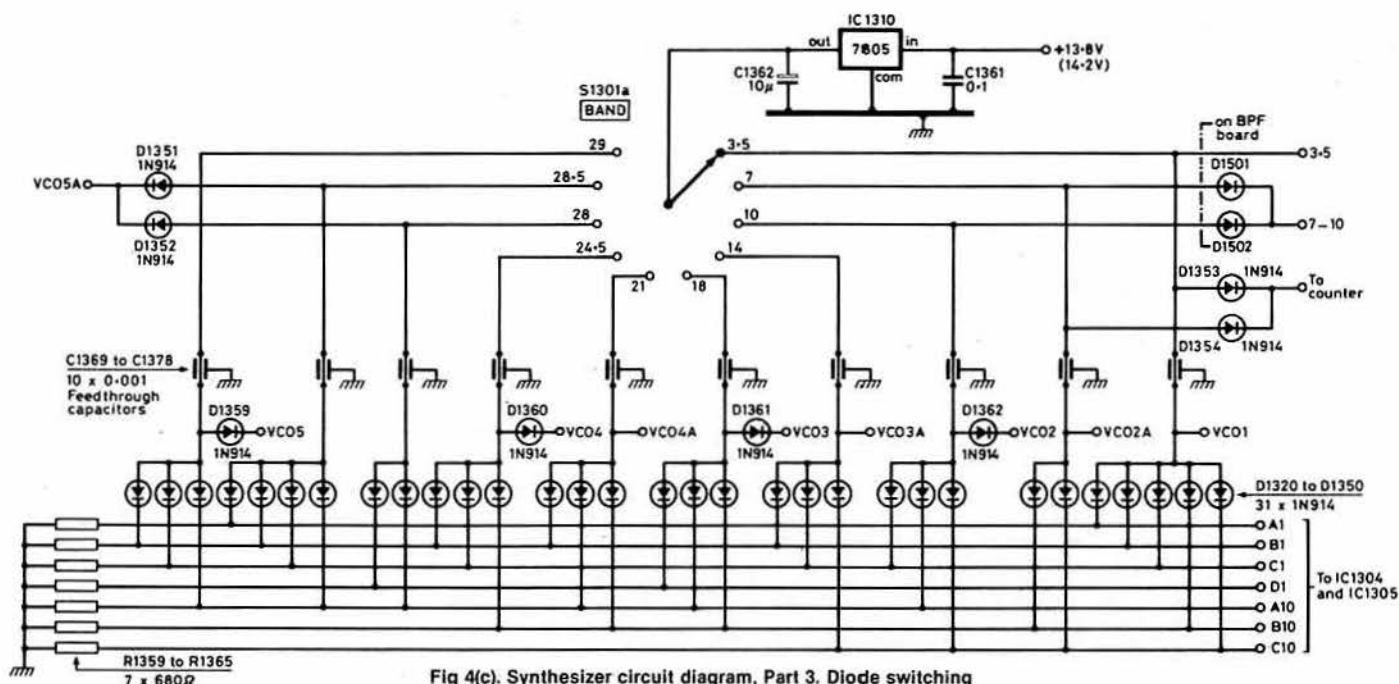 IC 1310
out
7805
in
com
+13·8V
(14·2V)
C1362
10µ
C1361
0·1
S1301a
BAND
on BPF
board
29
3·5
3·5
D1351
1N914
VCO5A
28·5
7
D1501
28
10
7–10
D1352
1N914
D1502
24·5
14
21
18
D1353
1N914
To
counter
D1354
1N914
C1369 to C1378
10 x 0·001
Feedthrough
capacitors
D1359
VCO5
1N914
D1360
VCO4
1N914
VCO4A
D1361
VCO3
1N914
VCO3A
D1362
VCO2
1N914
VCO2A
VCO1
D1320 to D1350
31 x 1N914
A1
B1
C1
D1
A10
B10
C10
To IC1304
and IC1305
R1359 to R1365
7 x 680Ω
Fig 4(c). Synthesizer circuit diagram, Part 3. Diode switching